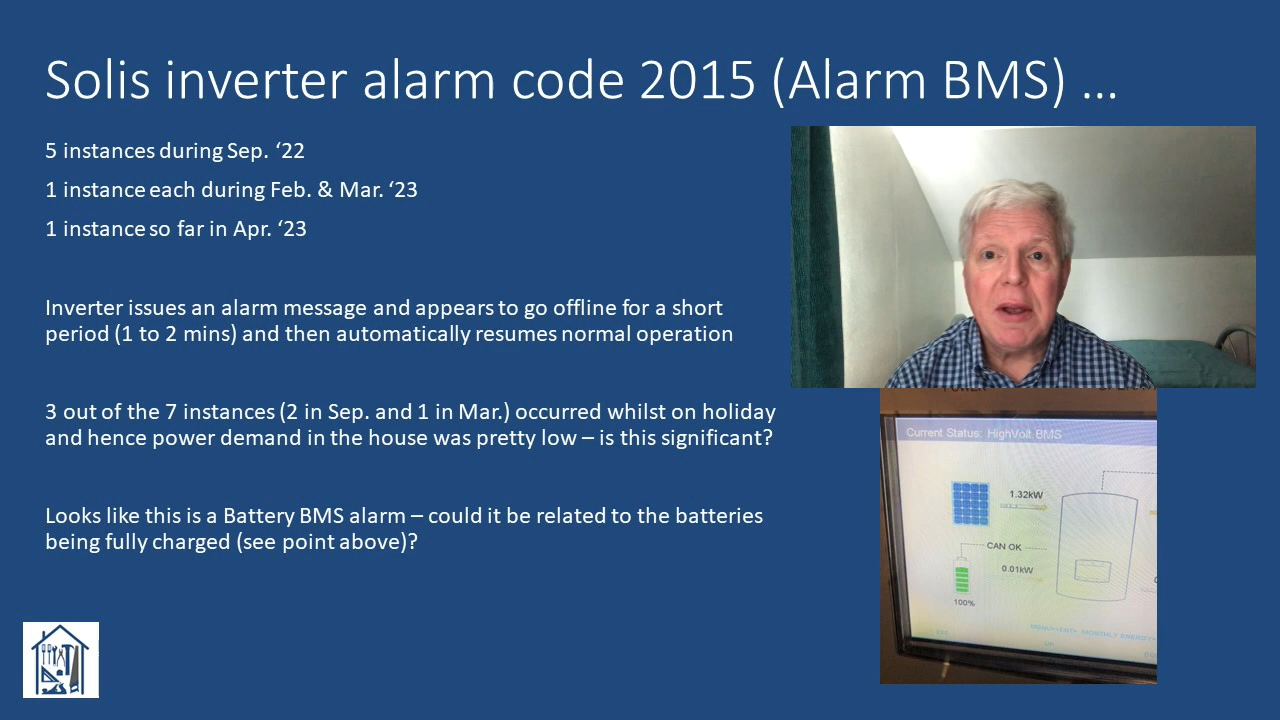 Solis inverter alarm code 2015 (Alarm BMS) …
5 instances during Sep. ‘22
1 instance each during Feb. & Mar. ‘23
1 instance so far in Apr. ‘23
Inverter issues an alarm message and appears to go offline for a short
period (1 to 2 mins) and then automatically resumes normal operation
3 out of the 7 instances (2 in Sep. and 1 in Mar.) occurred whilst on holiday
and hence power demand in the house was pretty low – is this significant?
Looks like this is a Battery BMS alarm – could it be related to the batteries
being fully charged (see point above)?
Current Status: HighVolt BMS
1.32kW
CAN OK
0.01kW
100%
MONTHLY ENERGY